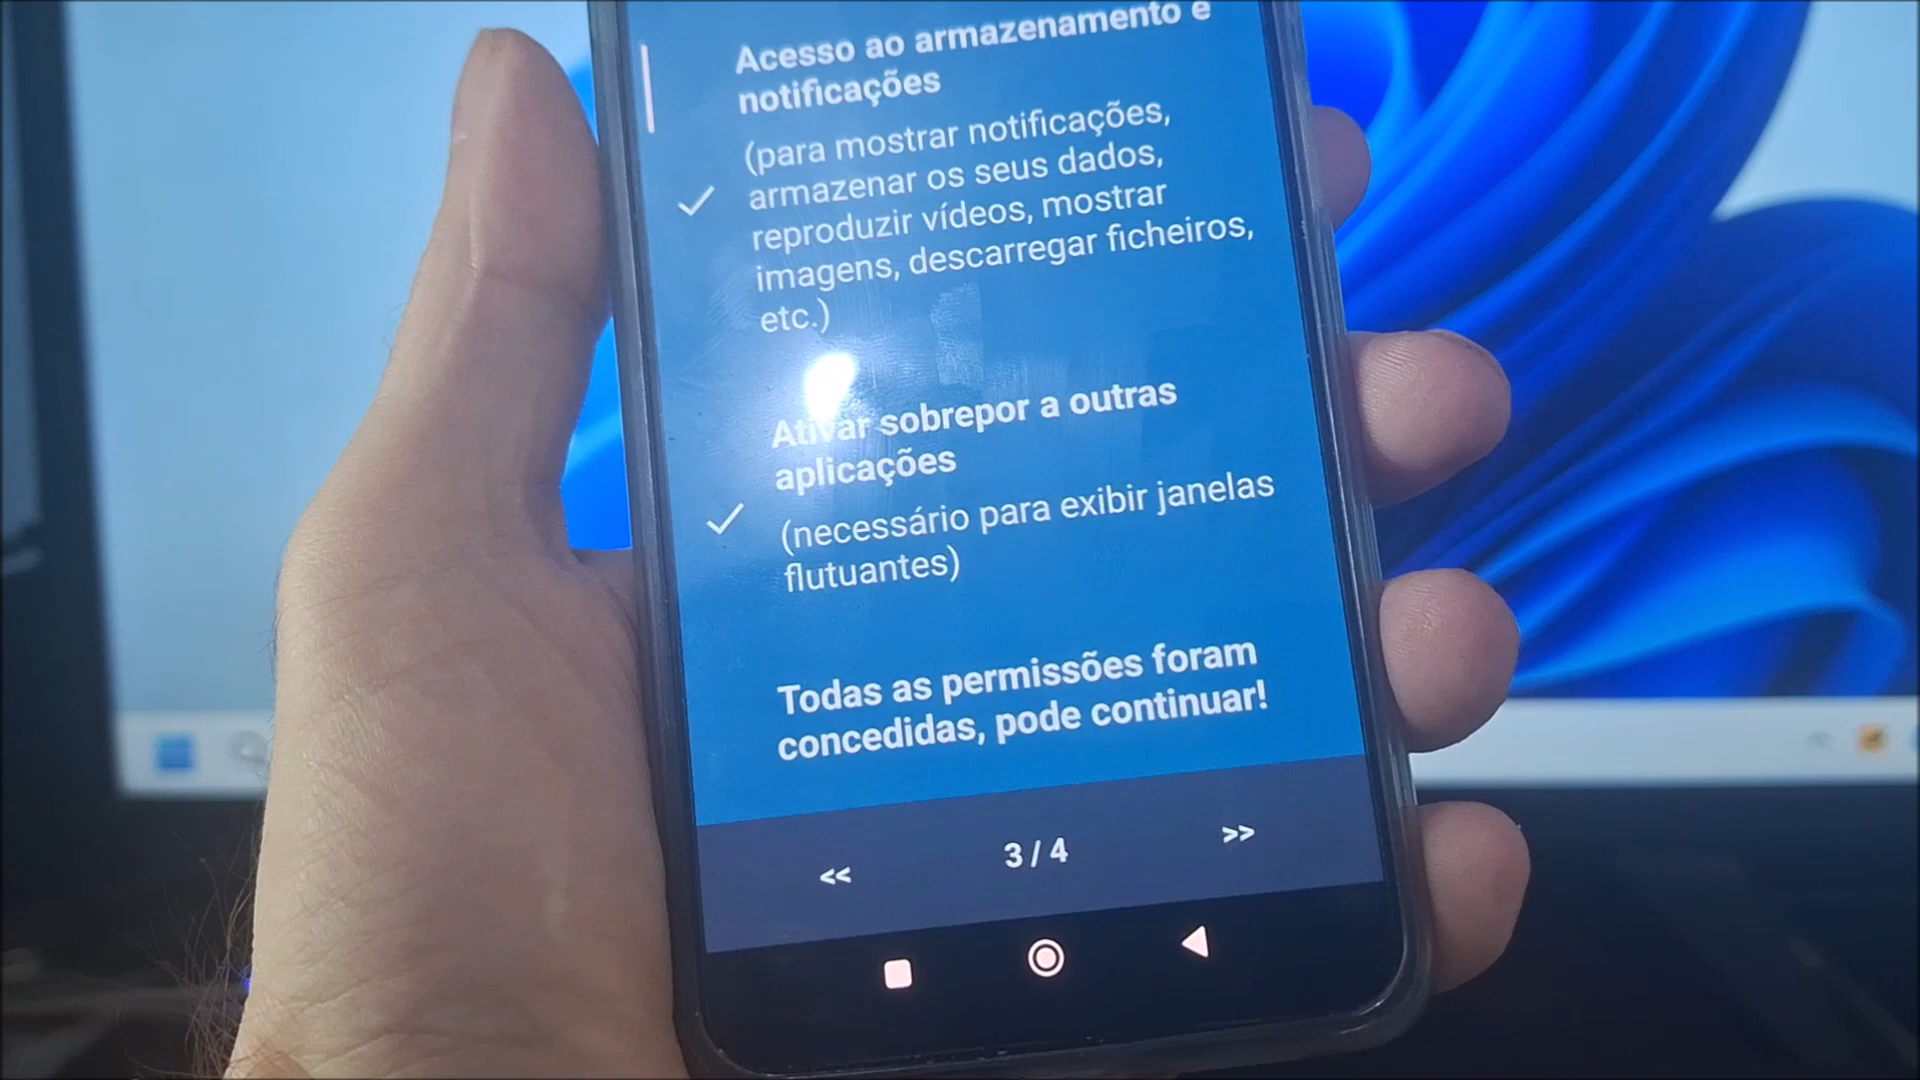 Acesso ao armazenamento e
notificações
(para mostrar notificações,
armazenar os seus dados,
reproduzir vídeos, mostrar
imagens, descarregar ficheiros,
etc.)
Ativar sobrepor a outras
aplicações
(necessário para exibir janelas
flutuantes)
Todas as permissões foram
concedidas, pode continuar!
<< 3 / 4 >>